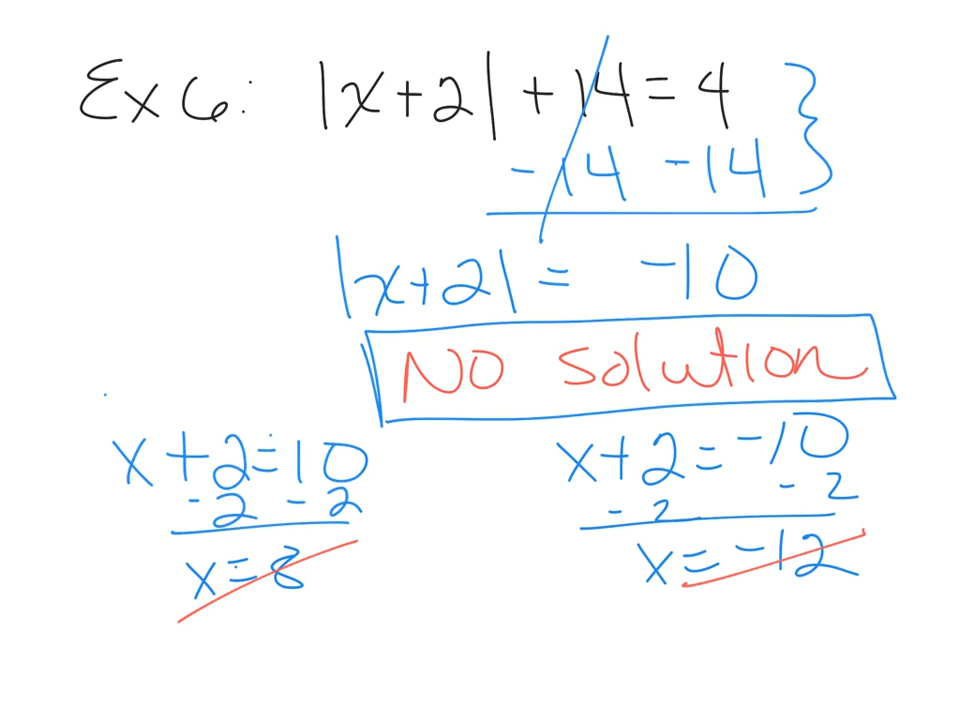 Ex 6: |x+2| + 14 = 4
-14 -14
|x+2| = -10
No solution
x+2=10 x+2=-10
-2 -2 -2 -2
x=8 x=-12